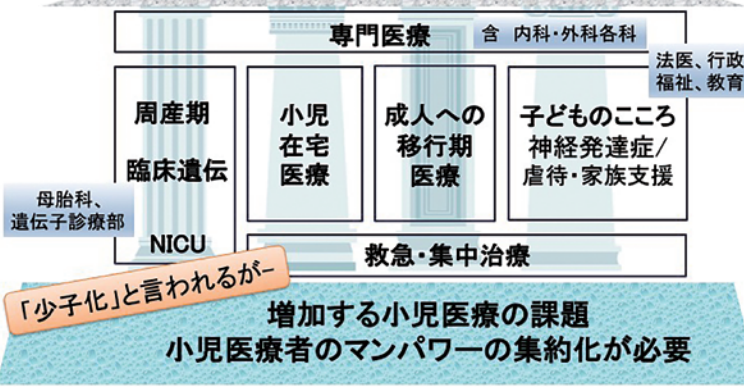 専門医療
含 内科・外科各科
法医、行政
福祉、教育
周産期
臨床遺伝
NICU
小児
在宅
医療
成人への
移行期
医療
子どものこころ
神経発達症/
虐待・家族支援
母胎科、
遺伝子診療部
救急・集中治療
「少子化」と言われるが−
増加する小児医療の課題
小児医療者のマンパワーの集約化が必要